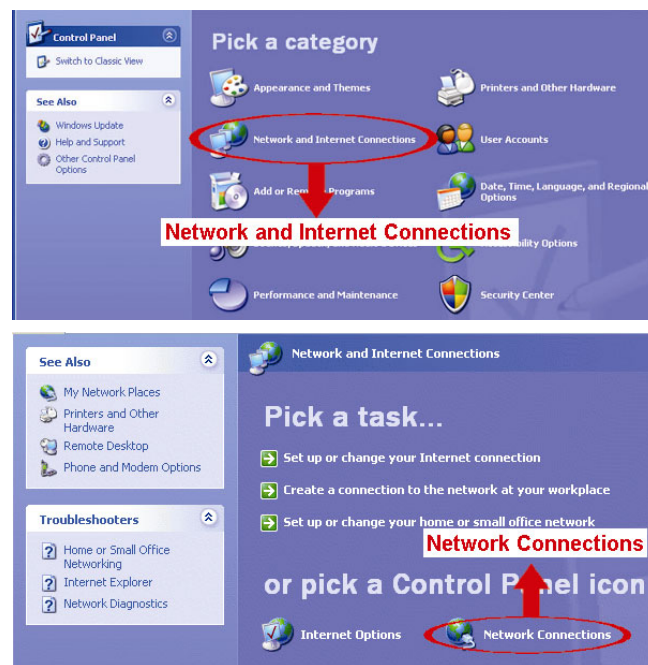 Control Panel
Switch to Classic View
See Also
Windows Update
Help and Support
Other Control Panel
Options
Pick a category
Appearance and Themes
Printers and Other Hardware
Network and Internet Connections
User Accounts
Add or Programs
Date, Time, Language, and Regional
Options
Network and Internet Connections
Options
Performance and Maintenance
Security Center
See Also
My Network Places
Printers and Other
Hardware
Remote Desktop
Phone and Modem Options
Troubleshooters
Home or Small Office
Networking
Internet Explorer
Network Diagnostics
Network and Internet Connections
Pick a task...
Set up or change your Internet connection
Create a connection to the network at your workplace
Set up or change your home or small office network
Network Connections
or pick a Control icon
Internet Options
Network Connections